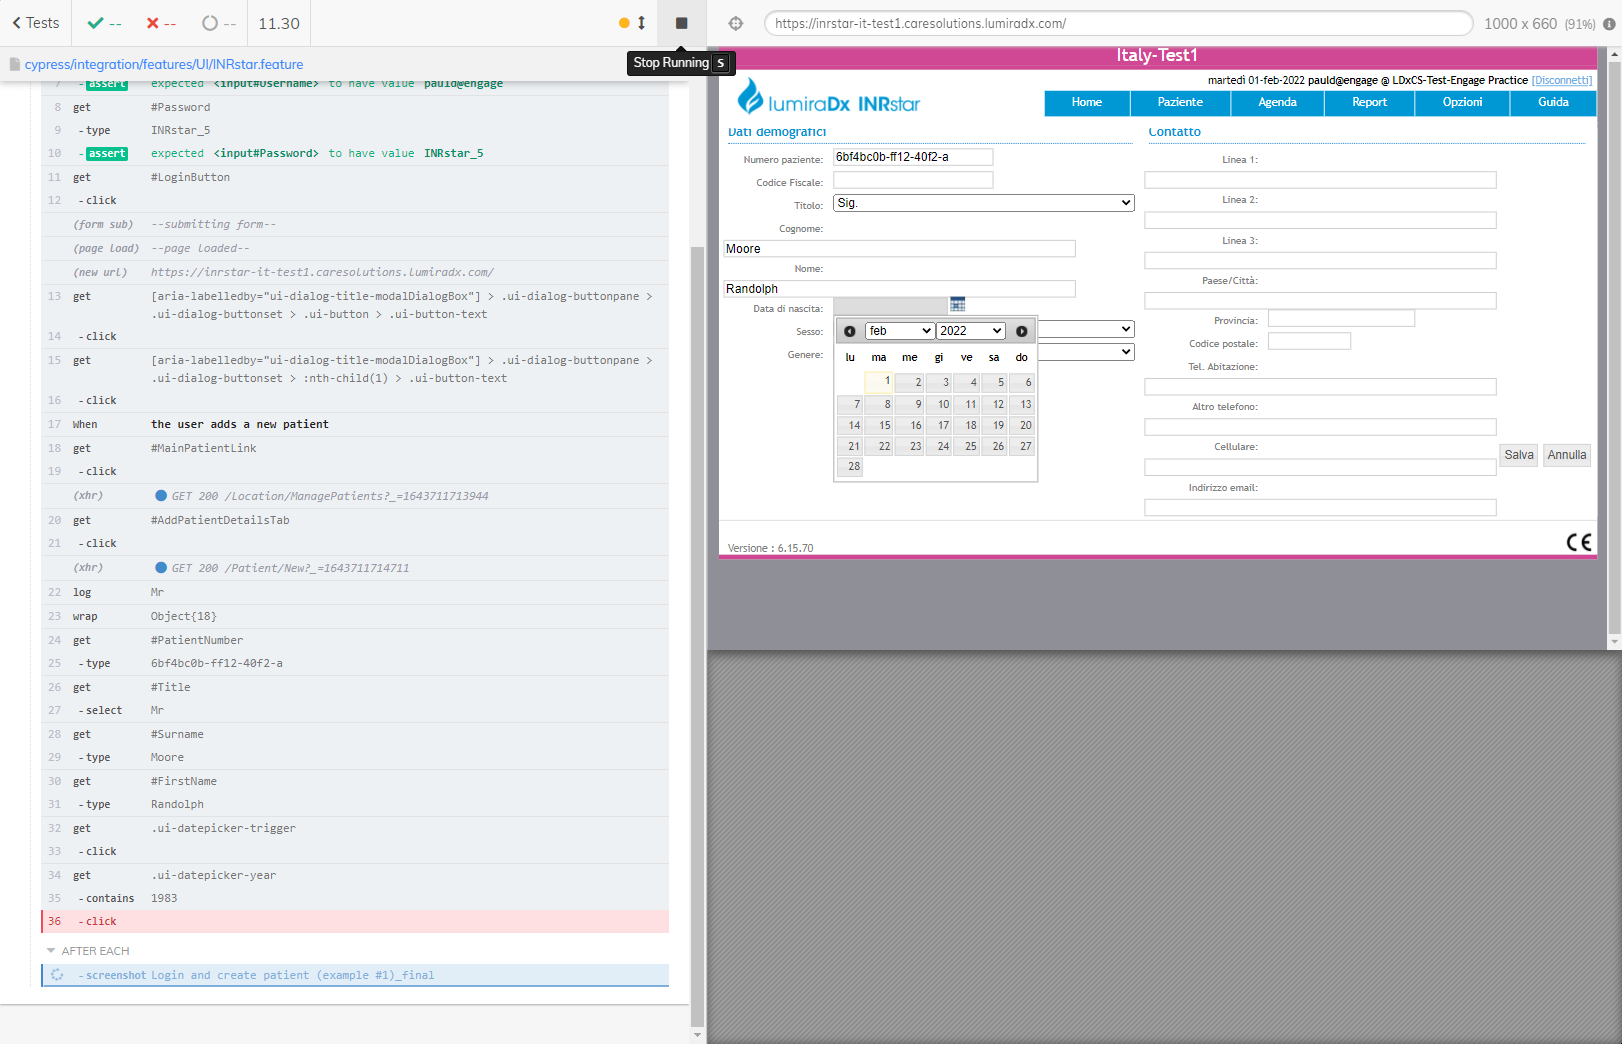 Tests
--
--
--
11.30
Stop Running S
https://inrstar-it-test1.caresolutions.lumiradx.com/
1000 x 660 (91%)
cypress/integration/features/UI/INRstar.feature
7 -assert expected <input#Username> to have value pauld@engage
8 get #Password
9 -type INRstar_5
10 -assert expected <input#Password> to have value INRstar_5
11 get #LoginButton
12 -click
(form sub) --submitting form--
(page load) --page loaded--
(new url) https://inrstar-it-test1.caresolutions.lumiradx.com/
13 get [aria-labelledby="ui-dialog-title-modalDialogBox"] > .ui-dialog-buttonpane >
.ui-dialog-buttonset > .ui-button > .ui-button-text
14 -click
15 get [aria-labelledby="ui-dialog-title-modalDialogBox"] > .ui-dialog-buttonpane >
.ui-dialog-buttonset > :nth-child(1) > .ui-button-text
16 -click
17 When the user adds a new patient
18 get #MainPatientLink
19 -click
(xhr) GET 200 /Location/ManagePatients?_=1643711713944
20 get #AddPatientDetailsTab
21 -click
(xhr) GET 200 /Patient/New?_=1643711714711
22 log Mr
23 wrap Object{18}
24 get #PatientNumber
25 -type 6bf4bc0b-ff12-40f2-a
26 get #Title
27 -select Mr
28 get #Surname
29 -type Moore
30 get #FirstName
31 -type Randolph
32 get .ui-datepicker-trigger
33 -click
34 get .ui-datepicker-year
35 -contains 1983
36 -click
AFTER EACH
-screenshot Login and create patient (example #1)_final
Italy-Test1
martedì 01-feb-2022 pauld@engage @ LDxCS-Test-Engage Practice [Disconnetti]
lumiraDx INRstar
Home Paziente Agenda Report Opzioni Guida
Dati demografici
Numero paziente: 6bf4bc0b-ff12-40f2-a
Codice Fiscale:
Titolo: Sig.
Cognome:
Moore
Nome:
Randolph
Data di nascita:
Sesso:
Genere:
feb 2022
lu ma me gi ve sa do
1 2 3 4 5 6
7 8 9 10 11 12 13
14 15 16 17 18 19 20
21 22 23 24 25 26 27
28
Contatto
Linea 1:
Linea 2:
Linea 3:
Paese/Città:
Provincia:
Codice postale:
Tel. Abitazione:
Altro telefono:
Cellulare:
Indirizzo email:
Salva Annulla
Versione : 6.15.70
CE